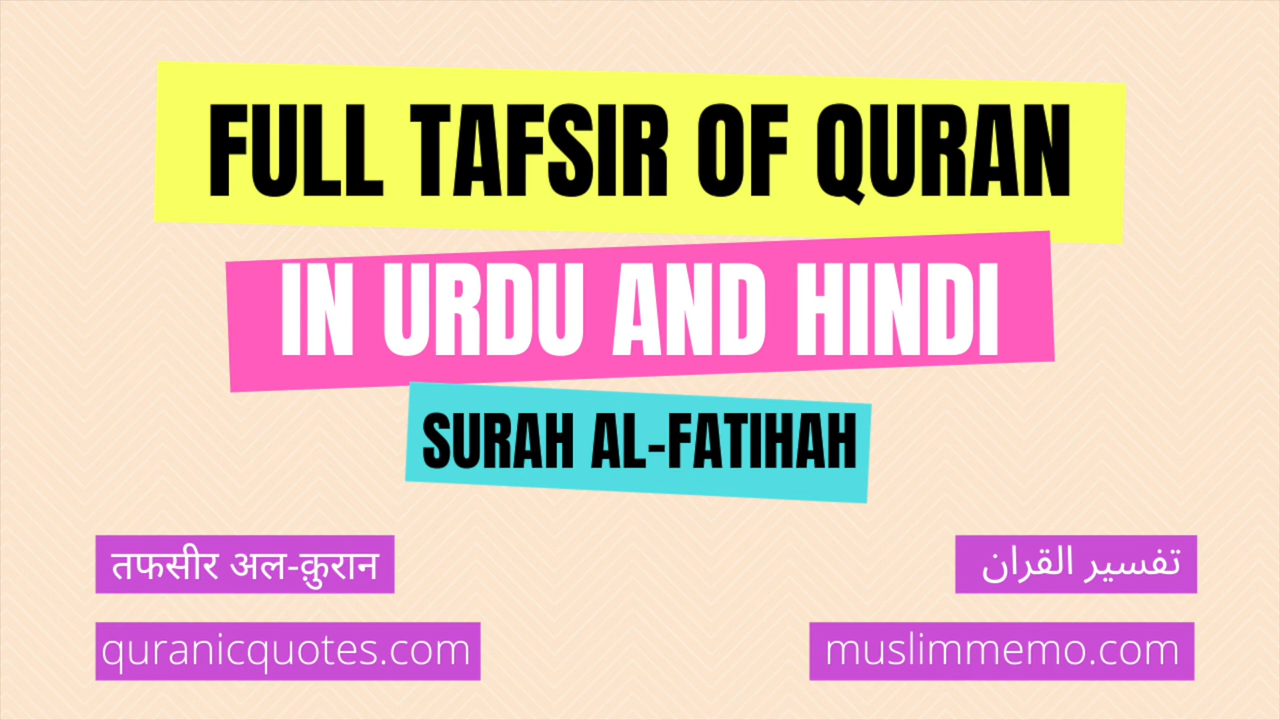 FULL TAFSIR OF QURAN
IN URDU AND HINDI
SURAH AL-FATIHAH
तफसीर अल-क़ुरान
تفسير القران
quranicquotes.com
muslimmemo.com